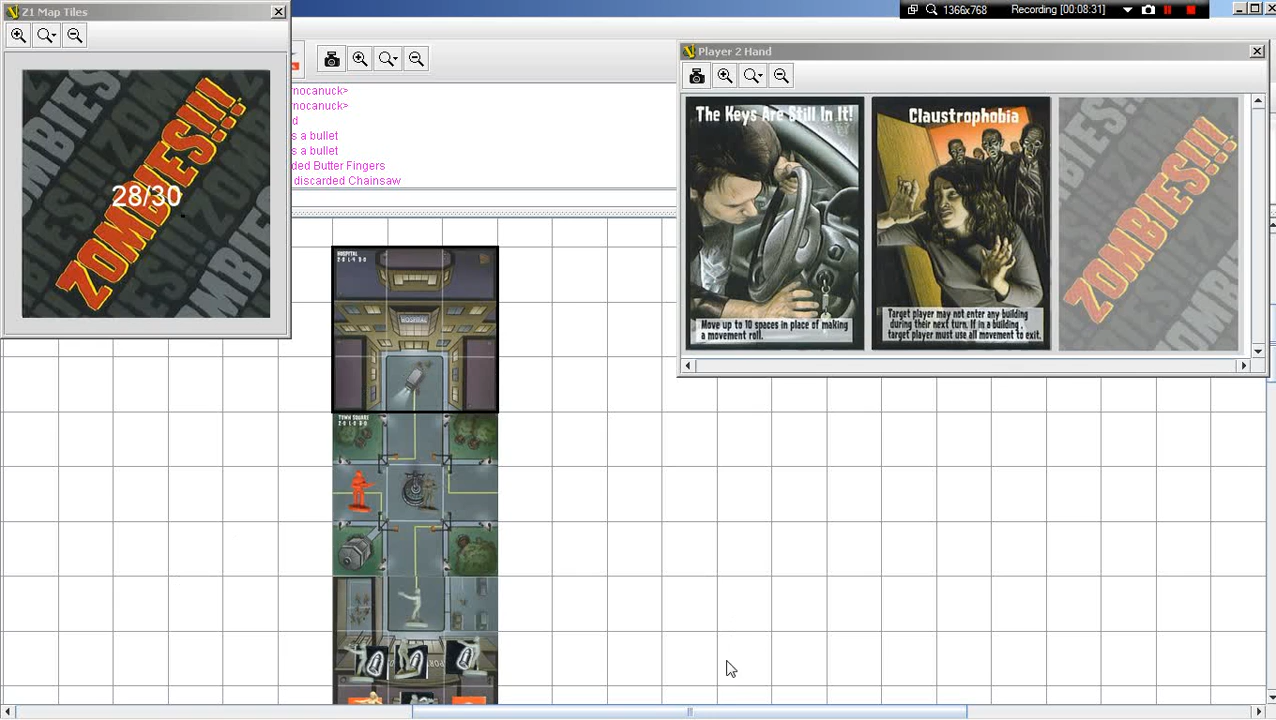 Z1 Map Tiles
1366x768
Recording [00:08:31]
ZOMBIES!!!
28/30
nocanuck>
nocanuck>
d
s a bullet
s a bullet
ded Butter Fingers
discarded Chainsaw
Player 2 Hand
The Keys Are Still In It!
Move up to 10 spaces in place of making
a movement roll.
Claustrophobia
Target player may not enter any building
during their next turn. If in a building,
target player must use all movement to exit.
ZOMBIES!!!
HOSPITAL
HOSPITAL
TOWN SQUARE